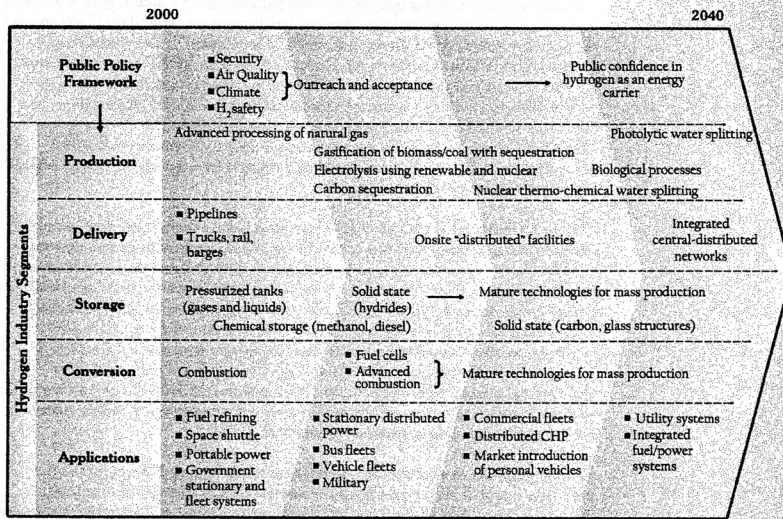 2000
2040
Public Policy
Framework
■ Security
■ Air Quality
■ Climate
■ H2 safety
Outreach and acceptance
Public confidence in
hydrogen as an energy
carrier
Hydrogen Industry Segments
Production
Advanced processing of natural gas
Photolytic water splitting
Gasification of biomass/coal with sequestration
Electrolysis using renewable and nuclear
Biological processes
Carbon sequestration
Nuclear thermo-chemical water splitting
Delivery
■ Pipelines
■ Trucks, rail,
barges
Onsite "distributed" facilities
Integrated
central-distributed
networks
Storage
Pressurized tanks
(gases and liquids)
Solid state
(hydrides)
Mature technologies for mass production
Chemical storage (methanol, diesel)
Solid state (carbon, glass structures)
Conversion
Combustion
■ Fuel cells
■ Advanced
combustion
Mature technologies for mass production
Applications
■ Fuel refining
■ Space shuttle
■ Portable power
■ Government
stationary and
fleet systems
■ Stationary distributed
power
■ Bus fleets
■ Vehicle fleets
■ Military
■ Commercial fleets
■ Distributed CHP
■ Market introduction
of personal vehicles
■ Utility systems
■ Integrated
fuel/power
systems